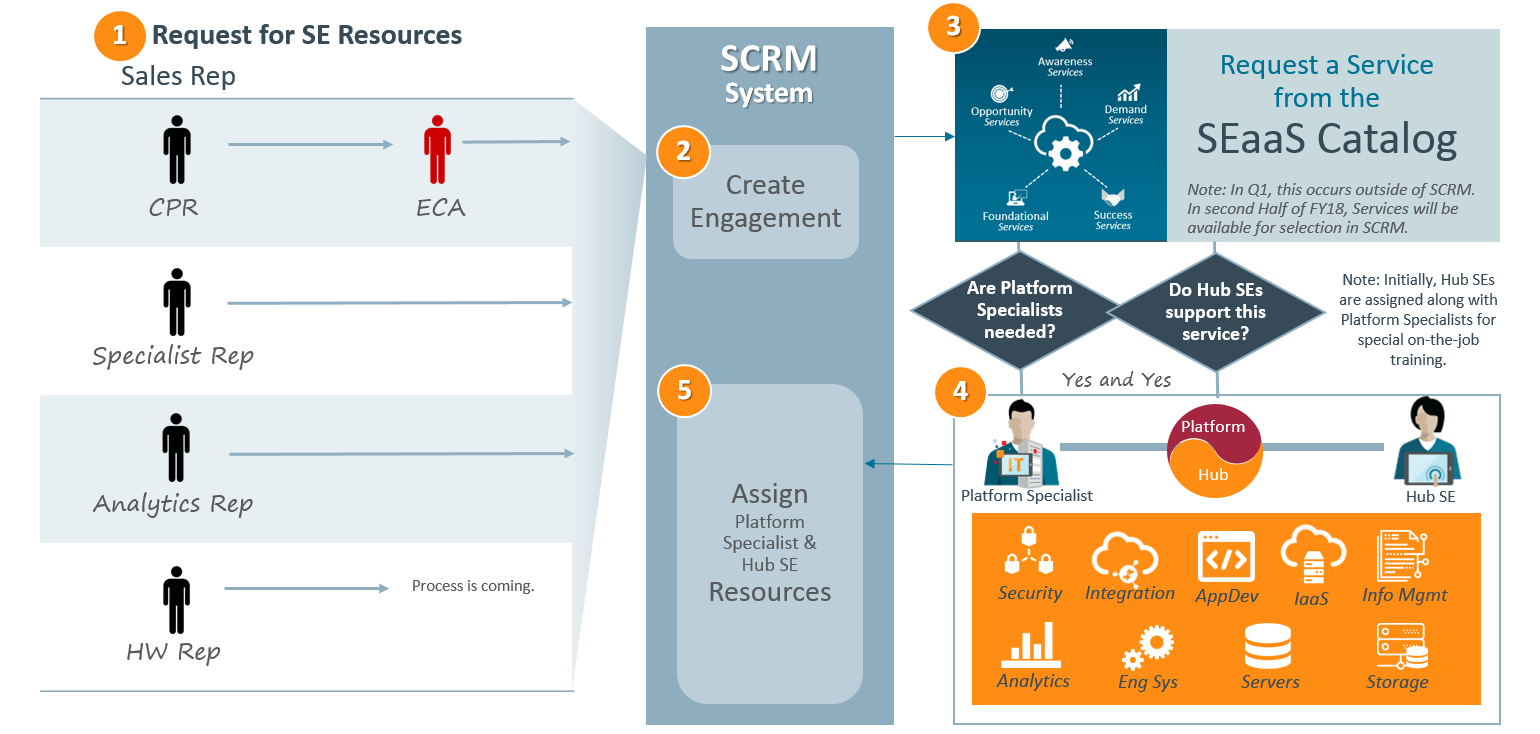 1 Request for SE Resources
Sales Rep
CPR
ECA
Specialist Rep
Analytics Rep
HW Rep
Process is coming.
SCRM
System
2
Create
Engagement
5
Assign
Platform
Specialist &
Hub SE
Resources
3
Awareness
Services
Opportunity
Services
Demand
Services
Foundational
Services
Success
Services
Request a Service
from the
SEaaS Catalog
Note: In Q1, this occurs outside of SCRM.
In second Half of FY18, Services will be
available for selection in SCRM.
Are Platform
Specialists
needed?
Do Hub SEs
support this
service?
Note: Initially, Hub SEs
are assigned along with
Platform Specialists for
special on-the-job
training.
Yes and Yes
4
IT
Platform Specialist
Platform
Hub
Hub SE
Security
Integration
AppDev
IaaS
Info Mgmt
Analytics
Eng Sys
Servers
Storage